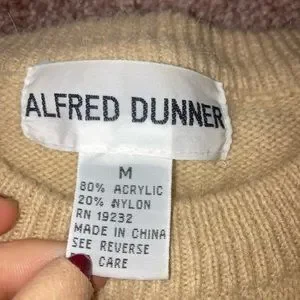 ALFRED DUNNER
M
80% ACRYLIC
20% NYLON
RN 19232
MADE IN CHINA
SEE REVERSE
CARE